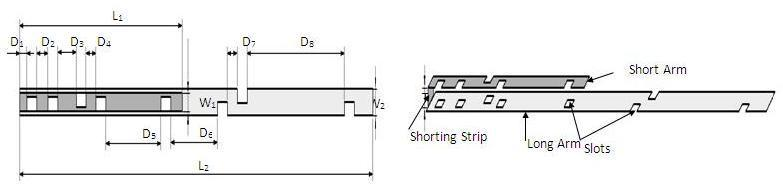 L1
D1 D2 D3 D4 D7 D8
W1
W2
D5 D6
L2
Short Arm
Shorting Strip
Long Arm
Slots